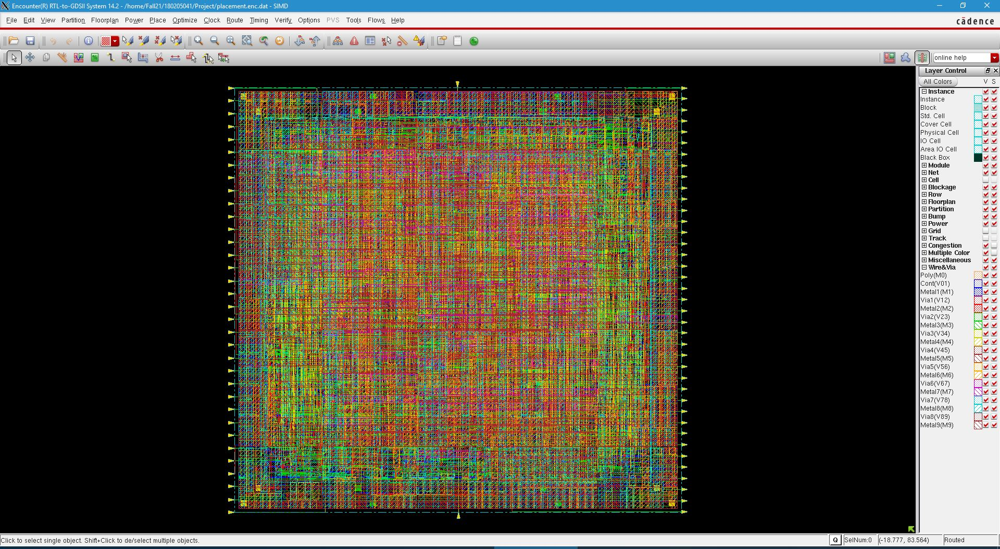 Encounter(R) RTL-to-GDSII System 14.2 - /home/Fall21/180205041/Project/placement.enc.dat - SIMD
File Edit View Partition Floorplan Power Place Optimize Clock Route Timing Verify Options PVS Tools Flows Help
cādence
online help
Layer Control
All Colors V S
Instance
Instance
Block
Std. Cell
Cover Cell
Physical Cell
IO Cell
Area IO Cell
Black Box
Module
Net
Cell
Blockage
Row
Floorplan
Partition
Bump
Power
Grid
Track
Congestion
Multiple Color
Miscellaneous
Wire&Via
Poly(M0)
Cont(V01)
Metal1(M1)
Via1(V12)
Metal2(M2)
Via2(V23)
Metal3(M3)
Via3(V34)
Metal4(M4)
Via4(V45)
Metal5(M5)
Via5(V56)
Metal6(M6)
Via6(V67)
Metal7(M7)
Via7(V78)
Metal8(M8)
Via8(V89)
Metal9(M9)
Click to select single object. Shift+Click to de/select multiple objects. Q SelNum:0 (-18.777, 83.564) Routed